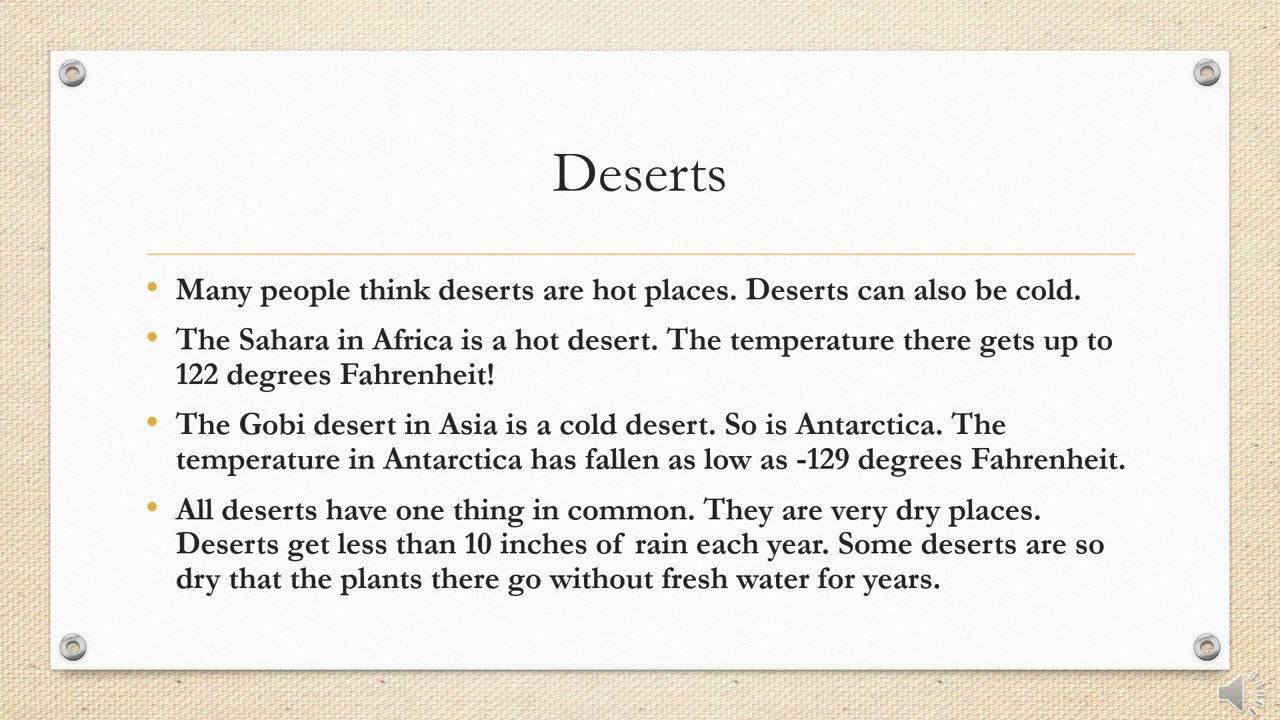 Deserts
• Many people think deserts are hot places. Deserts can also be cold.
• The Sahara in Africa is a hot desert. The temperature there gets up to
122 degrees Fahrenheit!
• The Gobi desert in Asia is a cold desert. So is Antarctica. The
temperature in Antarctica has fallen as low as -129 degrees Fahrenheit.
• All deserts have one thing in common. They are very dry places.
Deserts get less than 10 inches of rain each year. Some deserts are so
dry that the plants there go without fresh water for years.